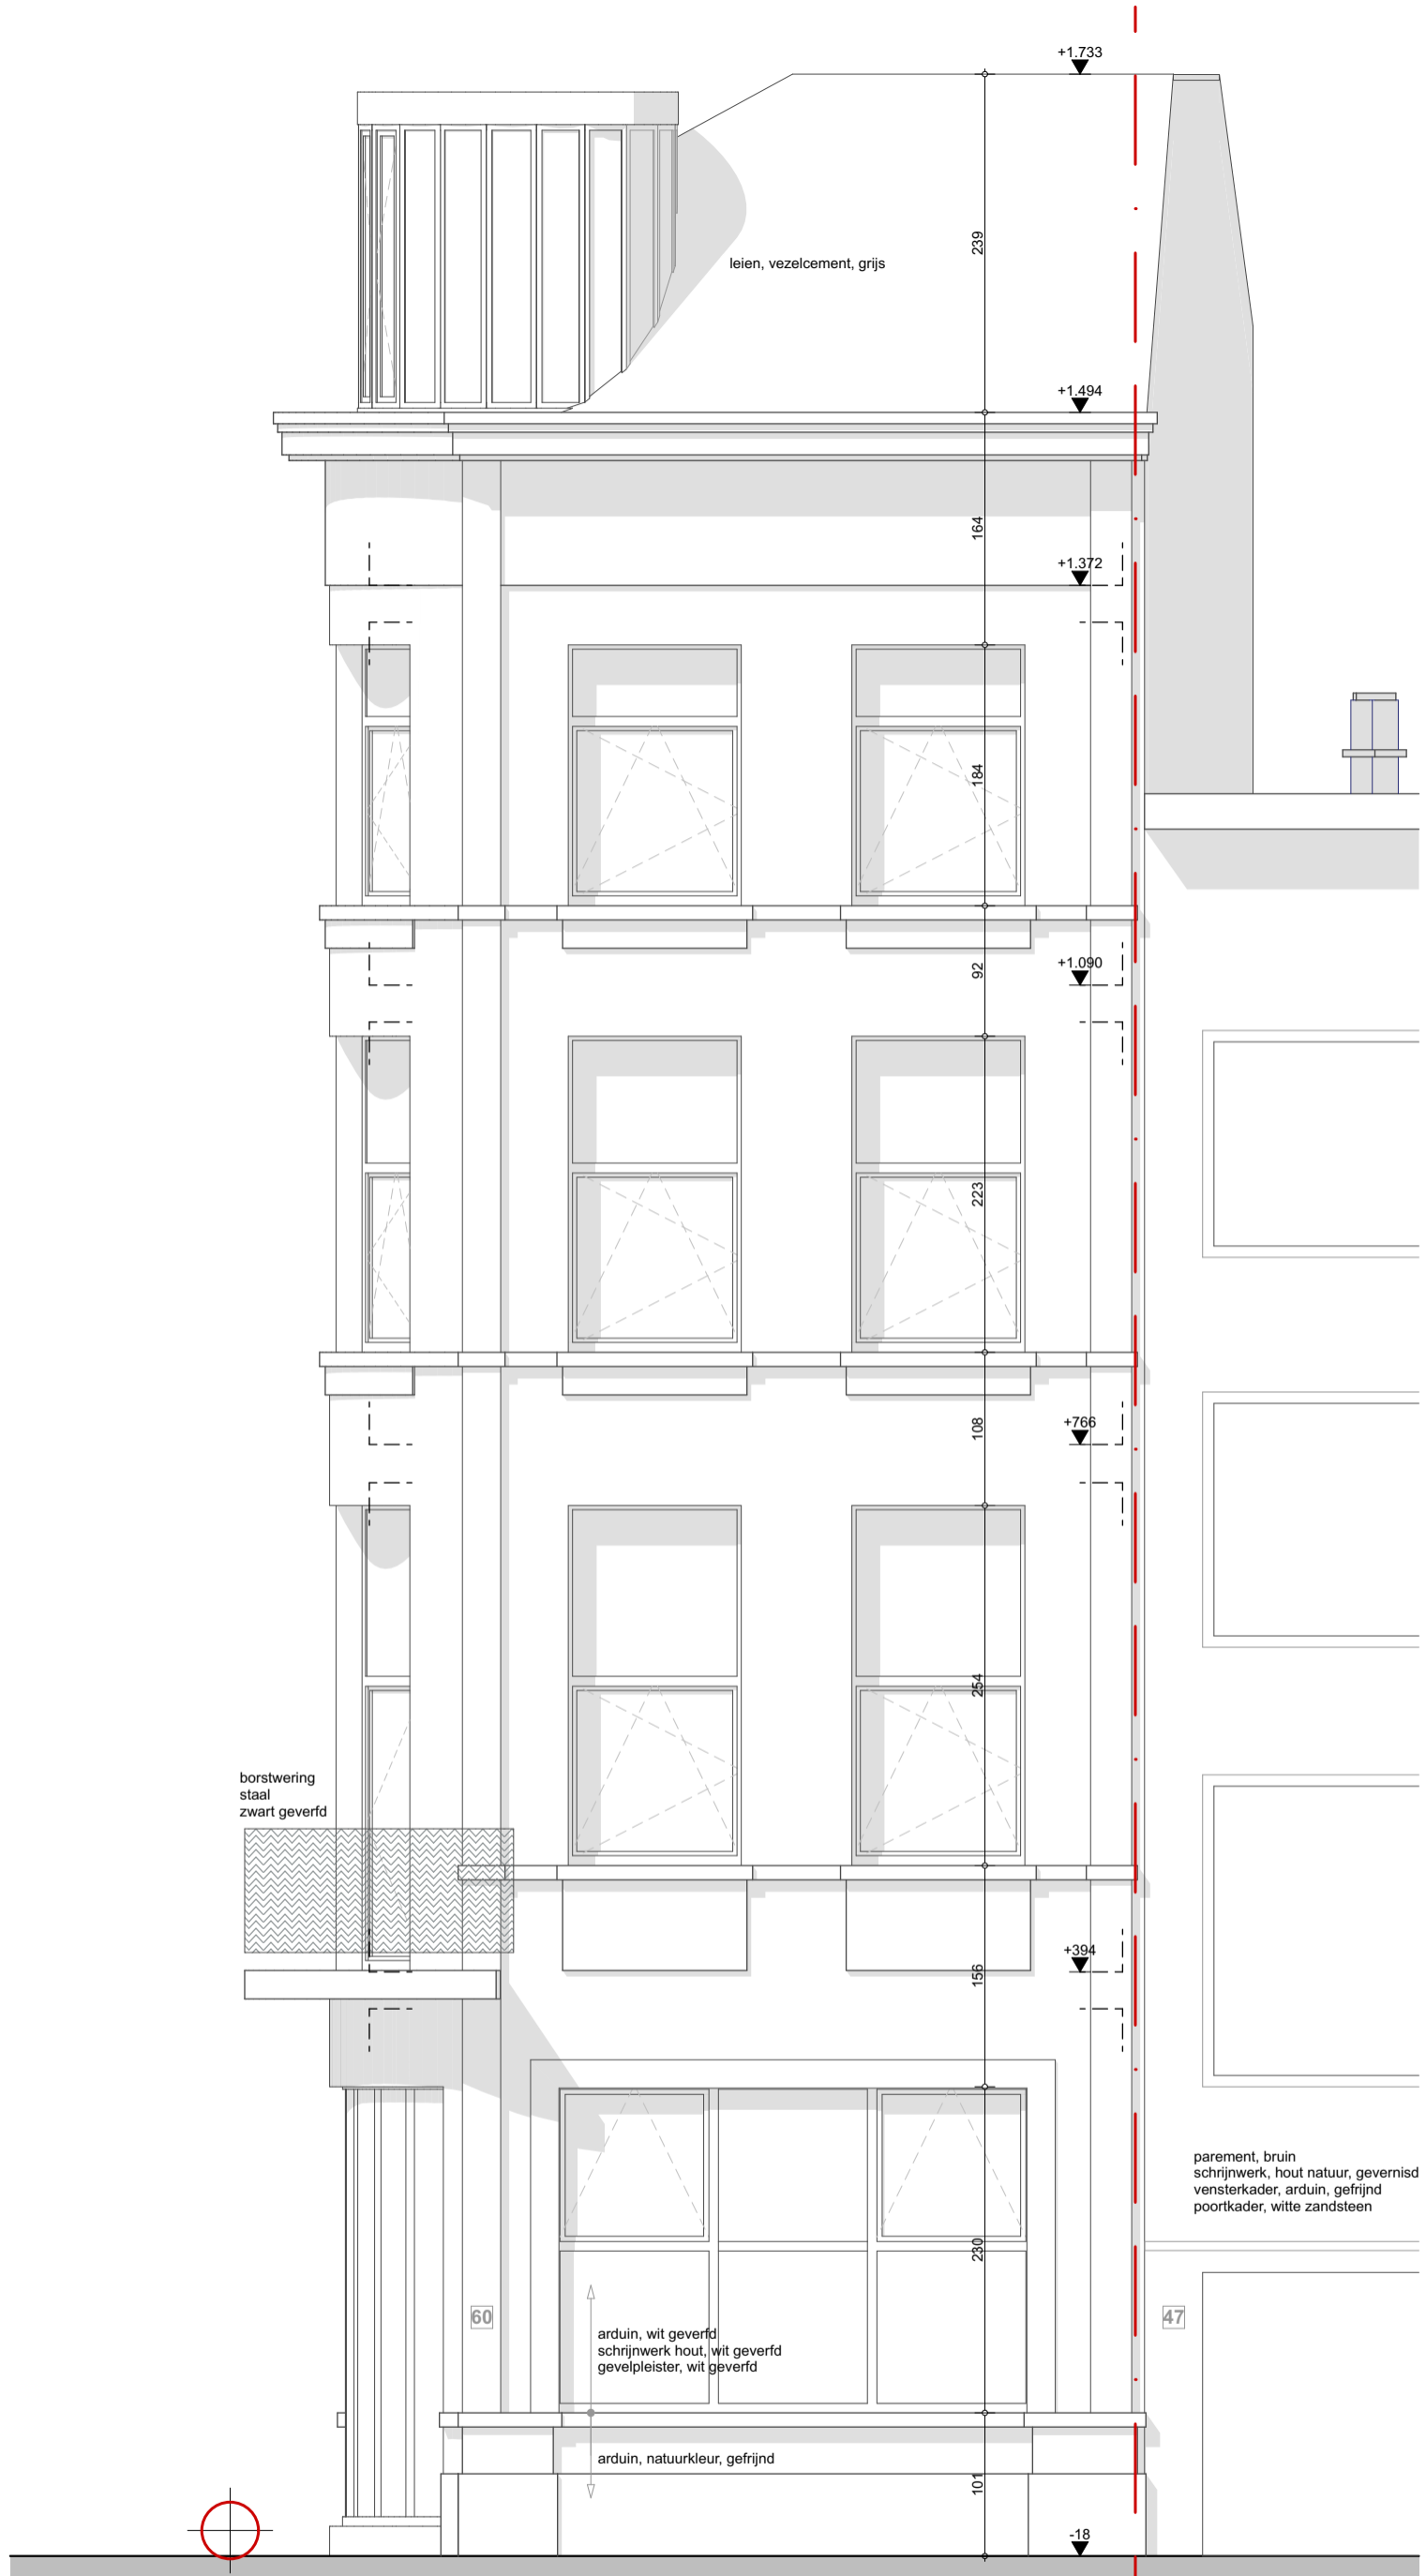 +1.733
239
leien, vezelcement, grijs
+1.494
164
+1.372
184
92
+1.090
223
108
+766
254
borstwering
staal
zwart geverfd
+394
156
parement, bruin
schrijnwerk, hout natuur, gevernisd
vensterkader, arduin, gefrijnd
poortkader, witte zandsteen
230
60
47
arduin, wit geverfd
schrijnwerk hout, wit geverfd
gevelpleister, wit geverfd
arduin, natuurkleur, gefrijnd
101
-18